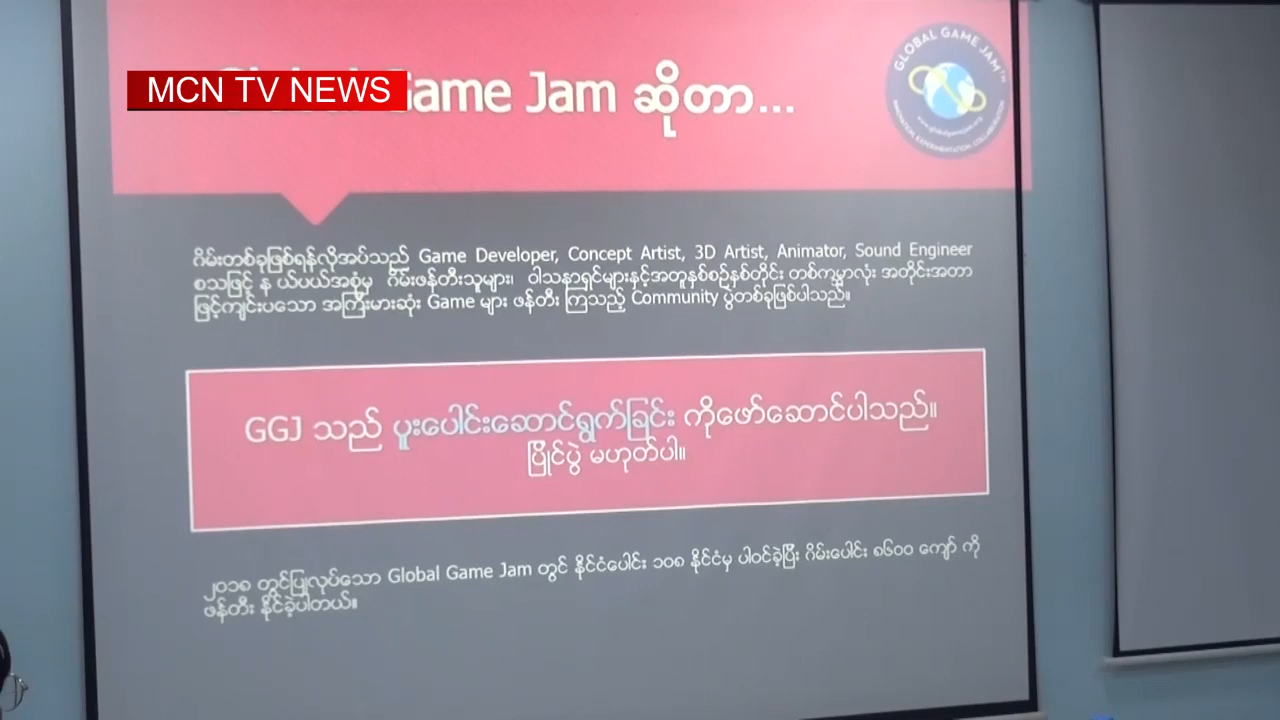 MCN TV NEWS
Game Jam ဆိုတာ...
GLOBAL GAME JAM™
www.globalgamejam.org
INNOVATION, EXPERIMENTATION, COLLABORATION
ဂိမ်းတစ်ခုဖြစ်ရန်လိုအပ်သည့် Game Developer, Concept Artist, 3D Artist, Animator, Sound Engineer
စသဖြင့် န ယ်ပယ်အစုံမှ ဂိမ်းဖန်တီးသူများ၊ ဝါသနာရှင်များနှင့်အတူနှစ်စဉ်နှစ်တိုင်း တစ်ကမ္ဘာလုံး အတိုင်းအတာ
ဖြင့်ကျင်းပသော အကြီးမားဆုံး Game များ ဖန်တီး ကြသည့် Community ပွဲတစ်ခုဖြစ်ပါသည်။
GGJ သည် ပူးပေါင်းဆောင်ရွက်ခြင်း ကိုဖော်ဆောင်ပါသည်။
ပြိုင်ပွဲ မဟုတ်ပါ။
၂၀၁၈ တွင်ပြုလုပ်သော Global Game Jam တွင် နိုင်ငံပေါင်း ၁၀၈ နိုင်ငံမှ ပါဝင်ခဲ့ပြီး ဂိမ်းပေါင်း ၈၆၀၀ ကျော် ကို
ဖန်တီး နိုင်ခဲ့ပါတယ်။